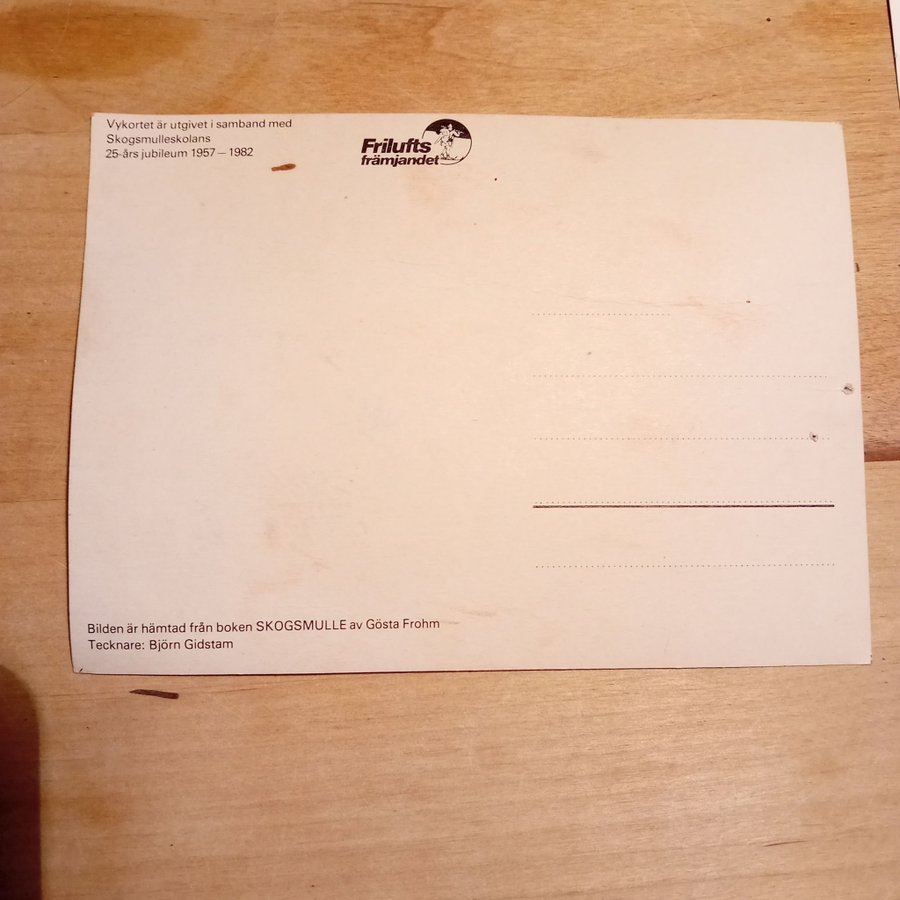 Vykortet är utgivet i samband med
Skogsmulleskolans
25-års jubileum 1957 – 1982
Frilufts
främjandet
Bilden är hämtad från boken SKOGSMULLE av Gösta Frohm
Tecknare: Björn Gidstam